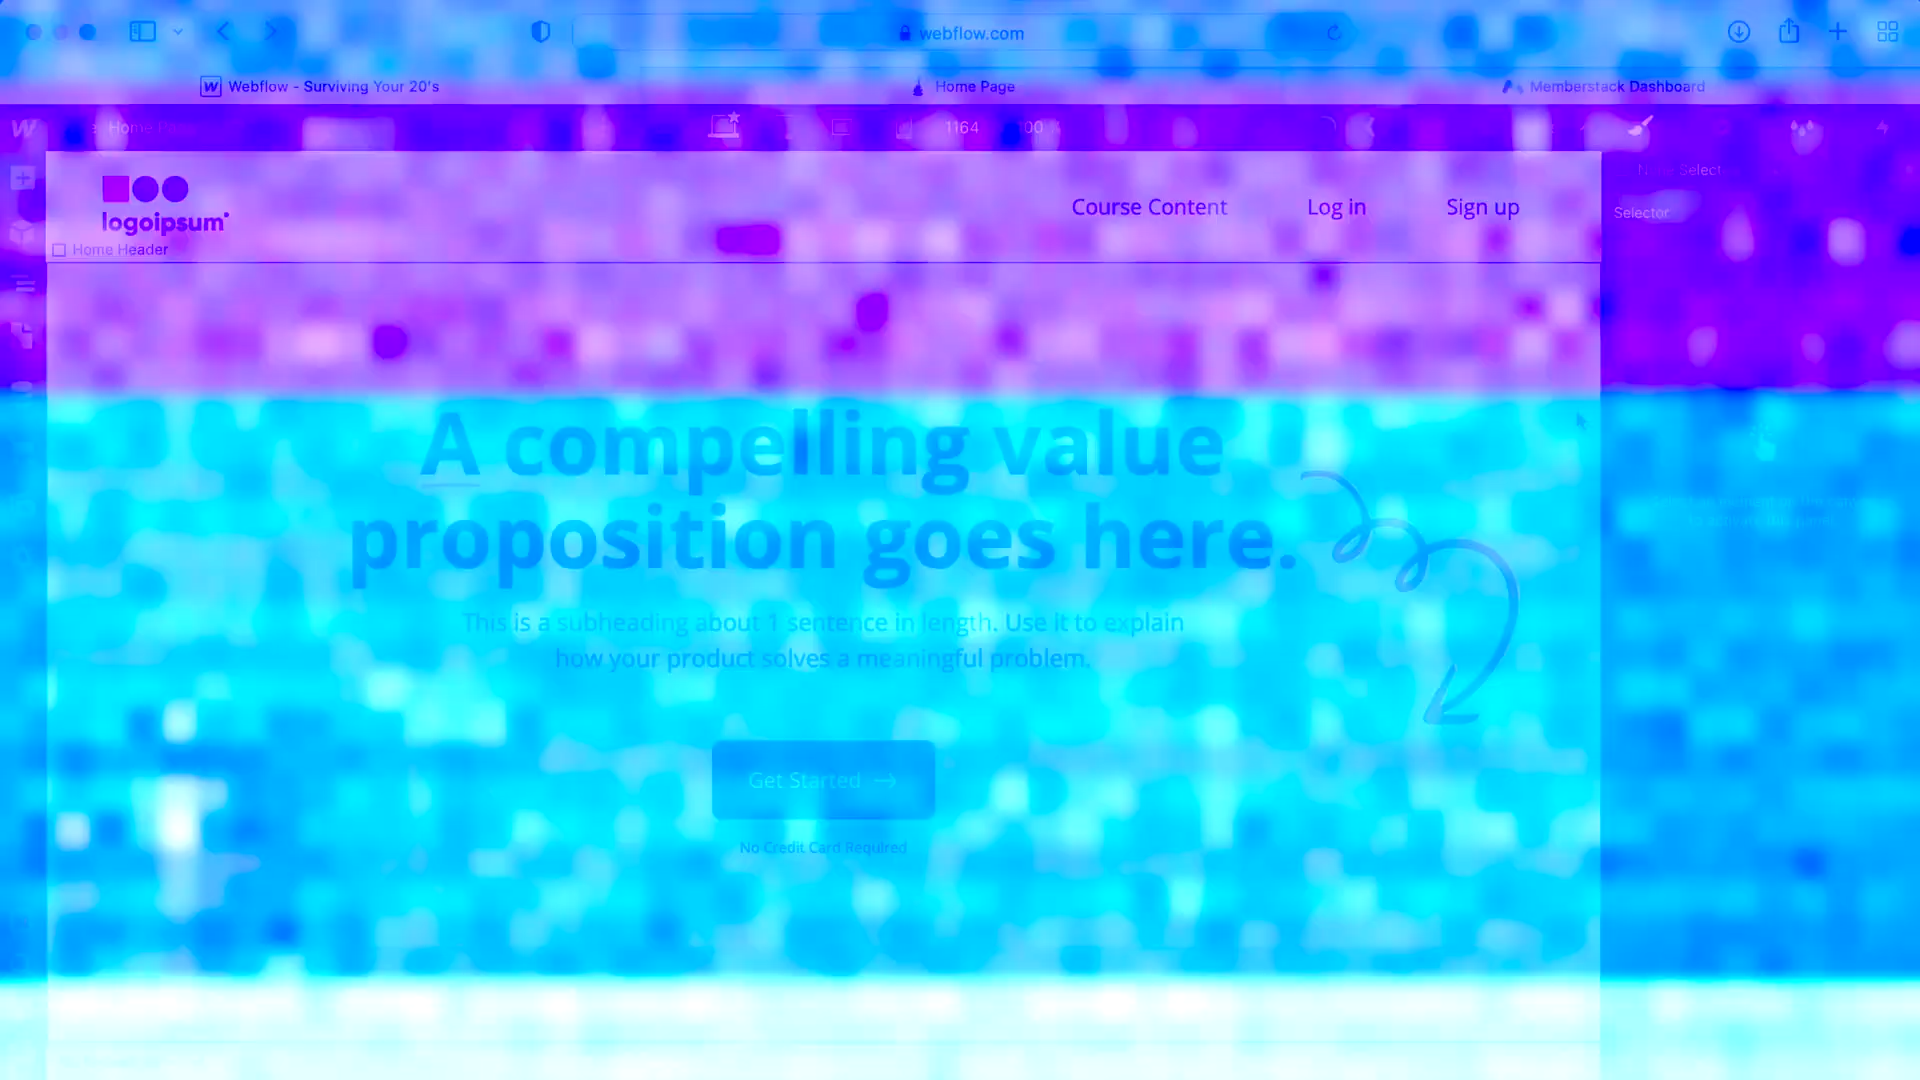 webflow.com
Webflow - Surviving Your 20's
Home Page
Memberstack Dashboard
Home
1164
logoipsum
Course Content
Log in
Sign up
Home Header
Selector
A compelling value
proposition goes here.
This is a subheading about 1 sentence in length. Use it to explain
how your product solves a meaningful problem.
Get Started →
No Credit Card Required